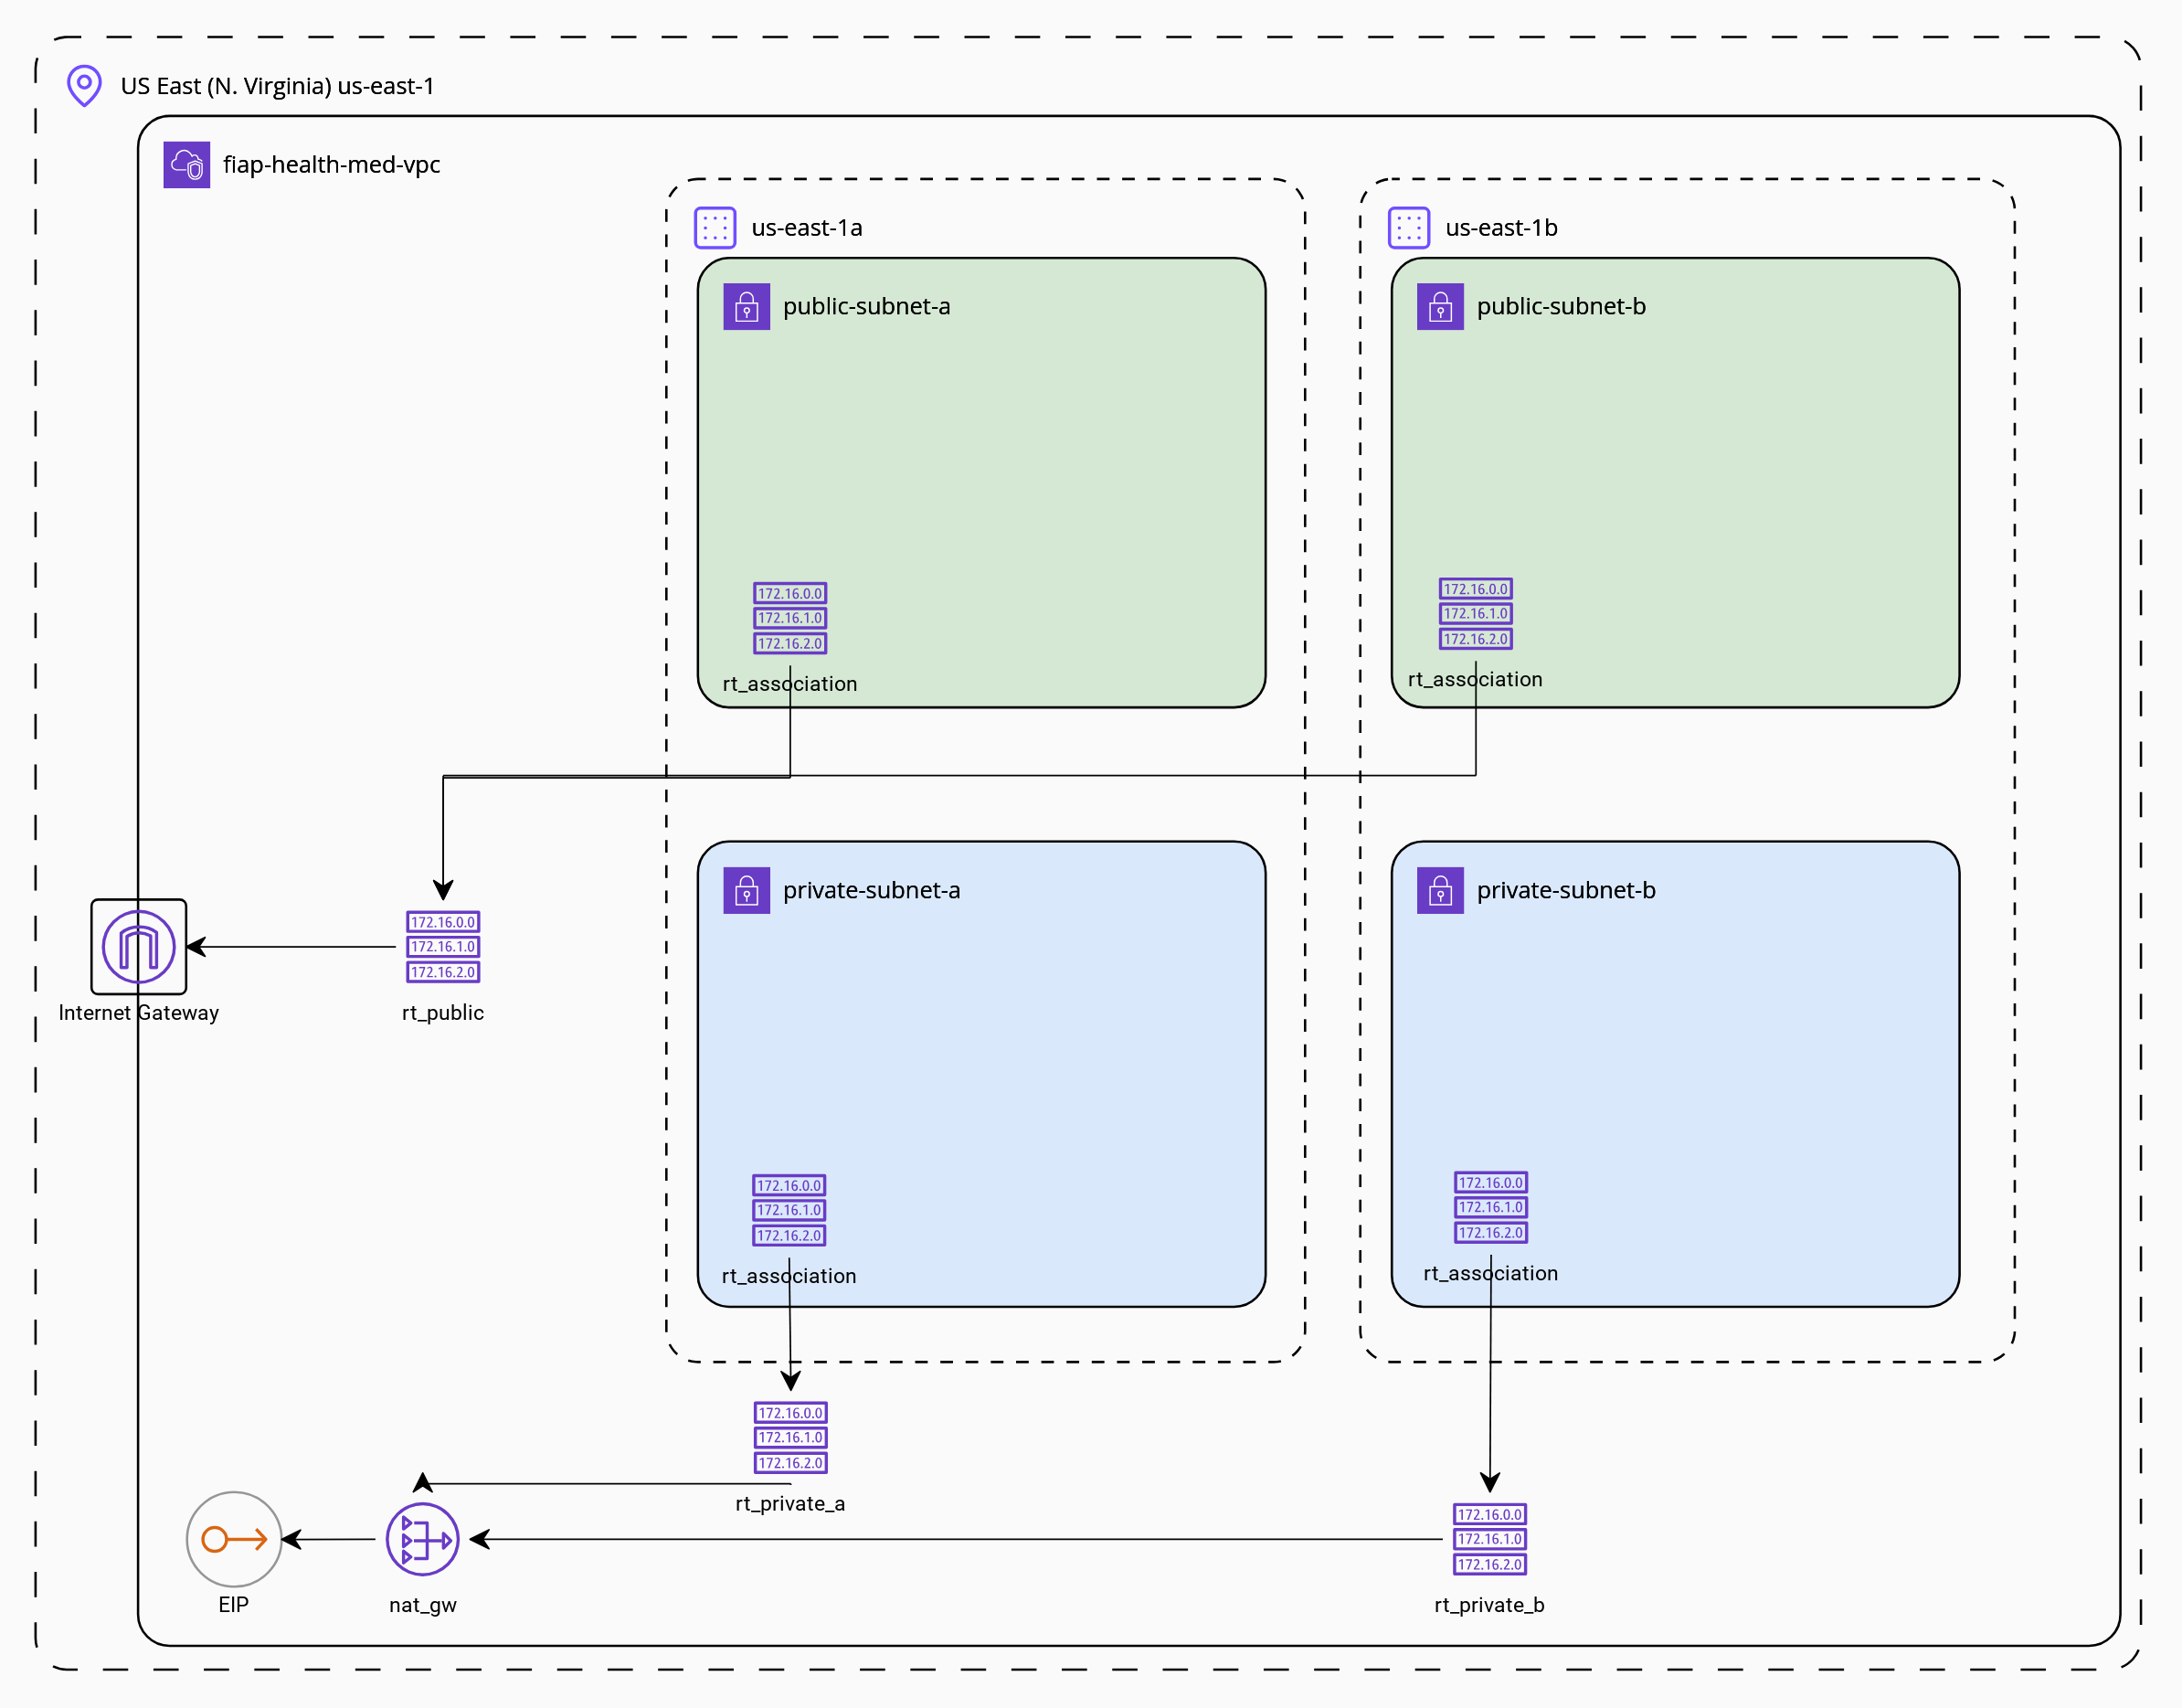 US East (N. Virginia) us-east-1
fiap-health-med-vpc
us-east-1a
us-east-1b
public-subnet-a
public-subnet-b
172.16.0.0
172.16.1.0
172.16.2.0
rt_association
172.16.0.0
172.16.1.0
172.16.2.0
rt_association
private-subnet-a
private-subnet-b
Internet Gateway
172.16.0.0
172.16.1.0
172.16.2.0
rt_public
172.16.0.0
172.16.1.0
172.16.2.0
rt_association
172.16.0.0
172.16.1.0
172.16.2.0
rt_association
172.16.0.0
172.16.1.0
172.16.2.0
rt_private_a
EIP
nat_gw
172.16.0.0
172.16.1.0
172.16.2.0
rt_private_b